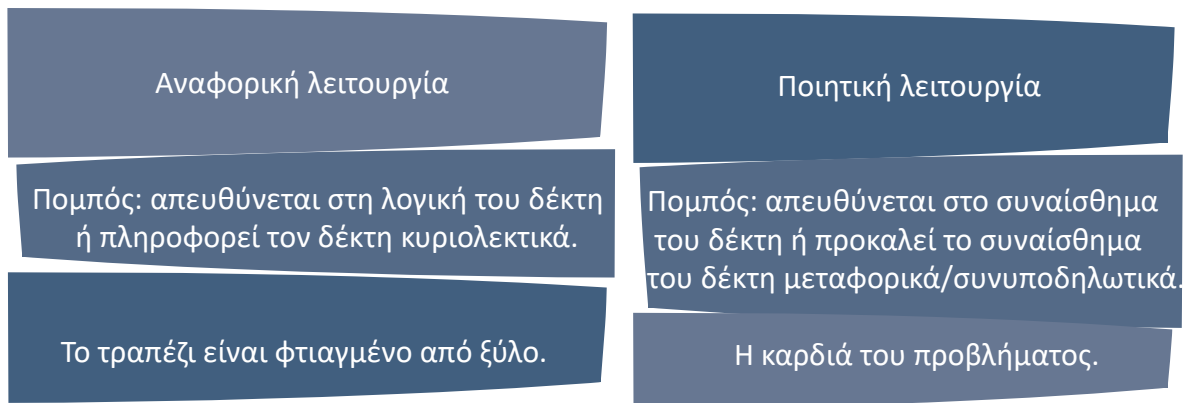 Αναφορική λειτουργία
Πομπός: απευθύνεται στη λογική του δέκτη
ή πληροφορεί τον δέκτη κυριολεκτικά.
Το τραπέζι είναι φτιαγμένο από ξύλο.
Ποιητική λειτουργία
Πομπός: απευθύνεται στο συναίσθημα
του δέκτη ή προκαλεί το συναίσθημα
του δέκτη μεταφορικά/συνυποδηλωτικά.
Η καρδιά του προβλήματος.